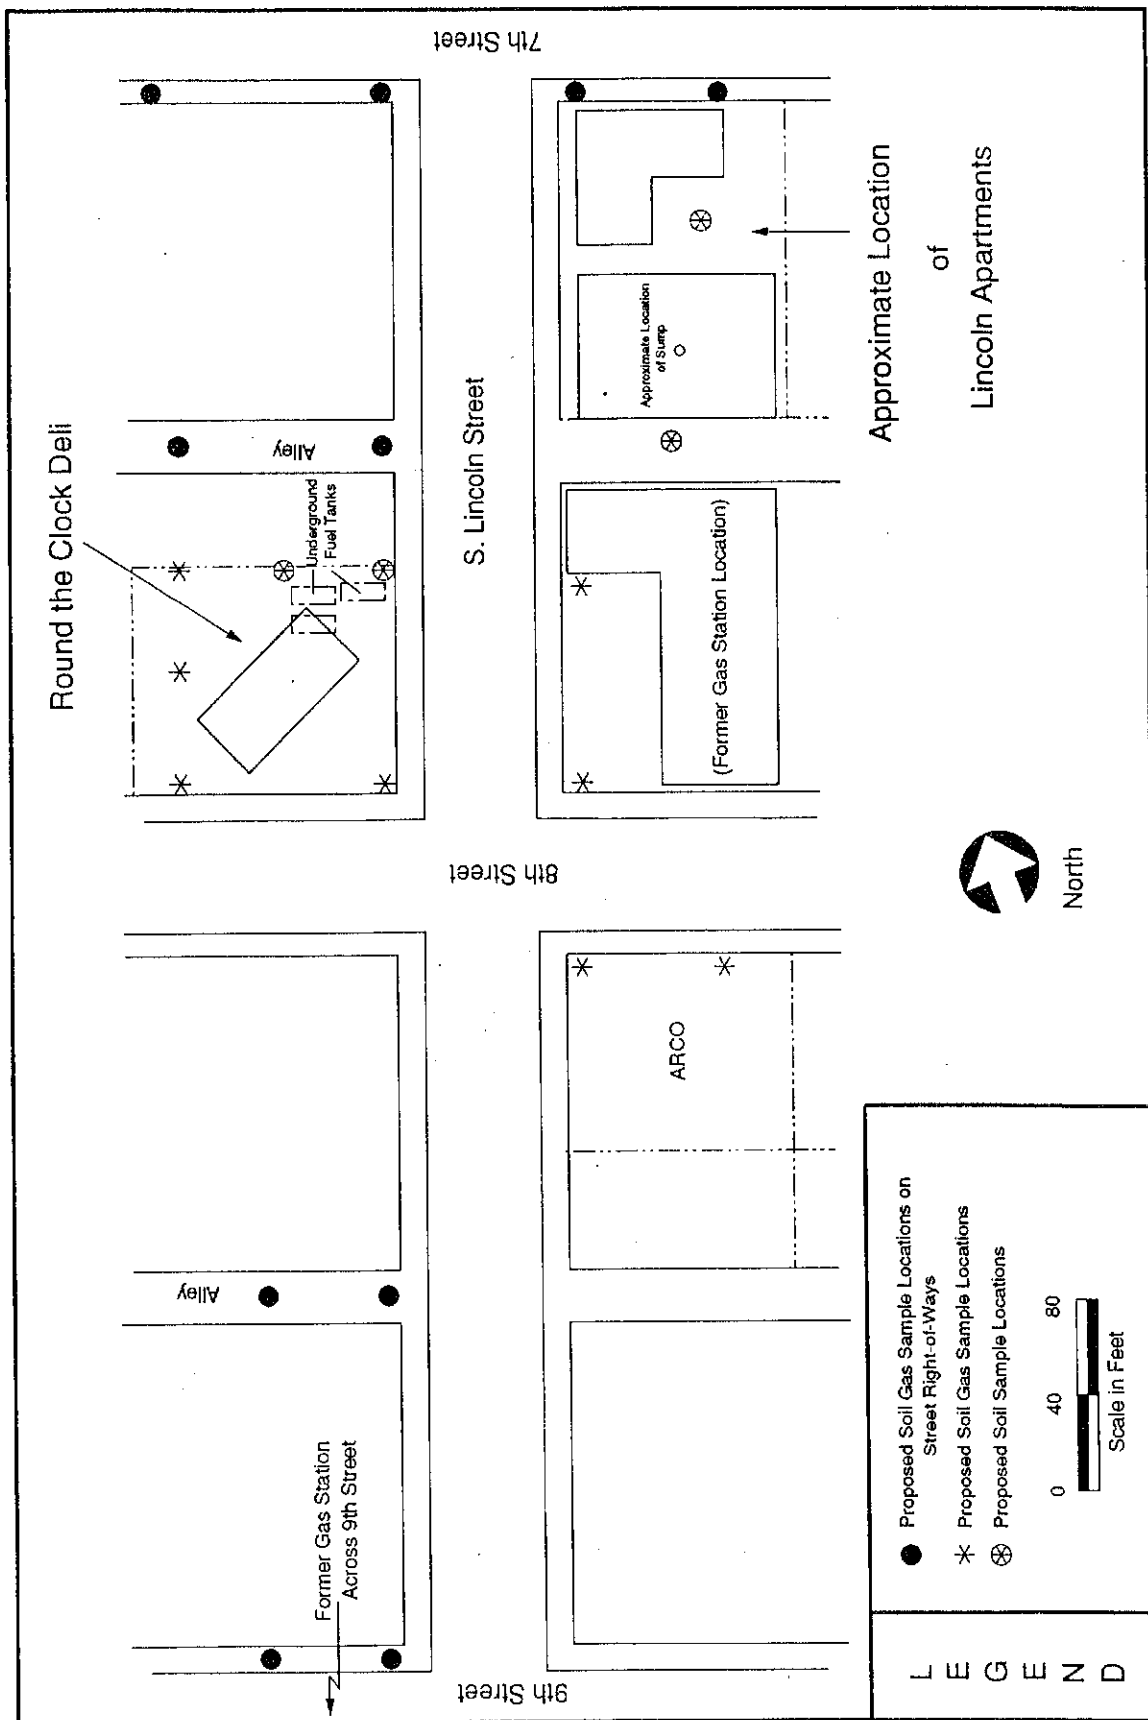 7th Street
Round the Clock Deli
Alley
Underground
Fuel Tanks
S. Lincoln Street
Approximate Location
of Sump
Approximate Location
of
Lincoln Apartments
(Former Gas Station Location)
8th Street
North
ARCO
Alley
Former Gas Station
Across 9th Street
9th Street
LEGEND
Proposed Soil Gas Sample Locations on
Street Right-of-Ways
Proposed Soil Gas Sample Locations
Proposed Soil Sample Locations
0 40 80
Scale in Feet